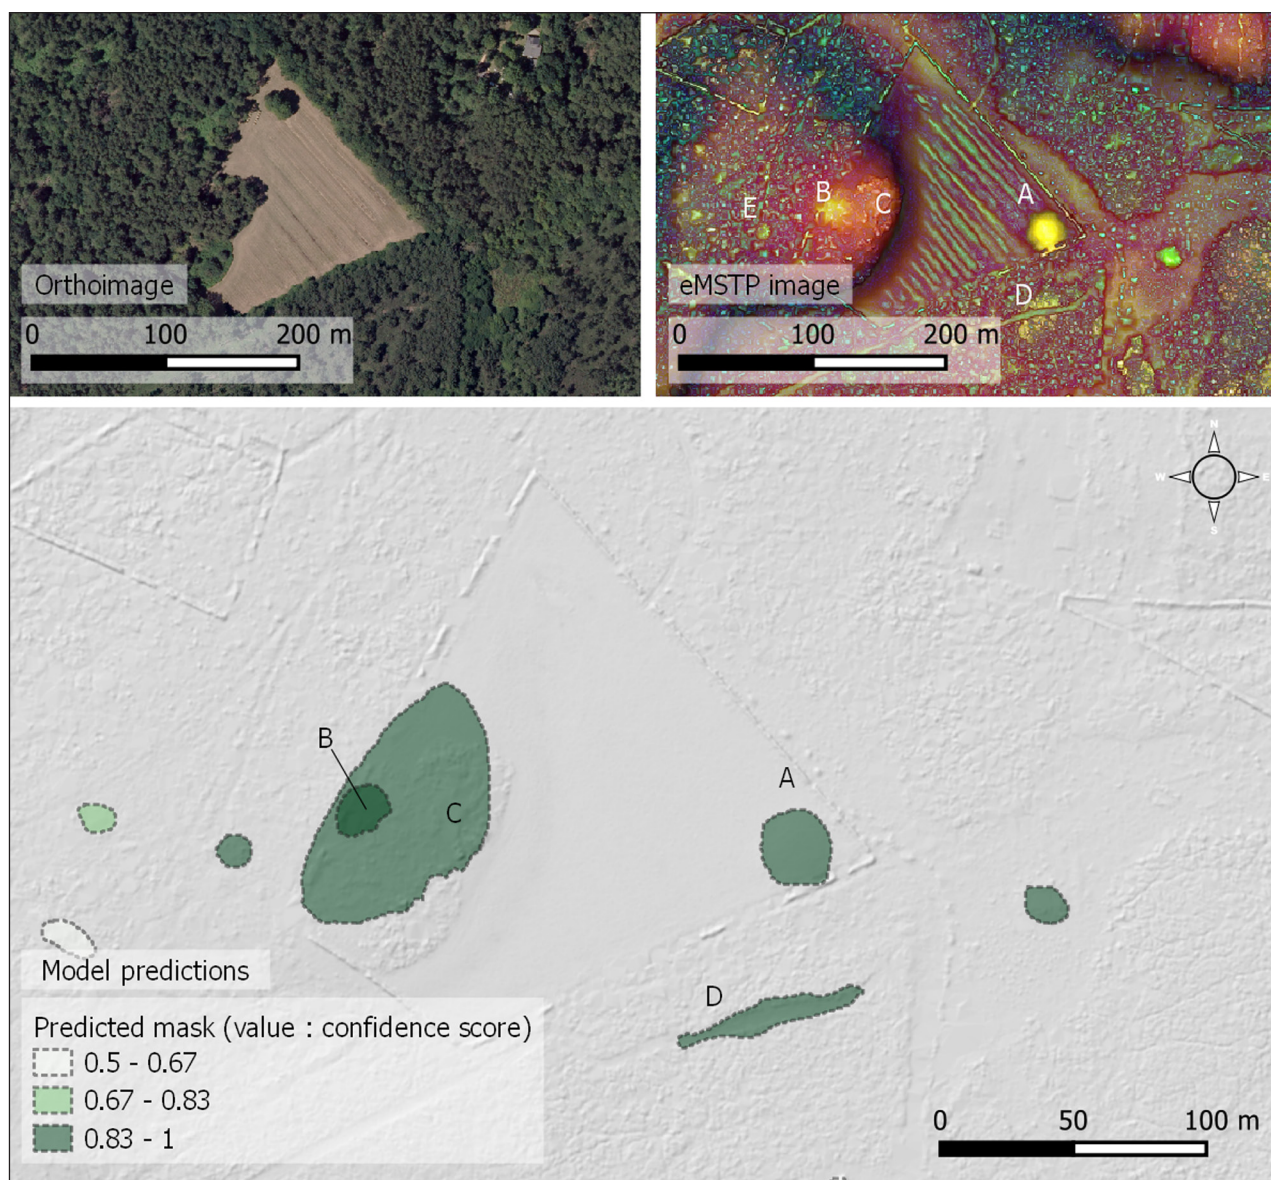 Orthoimage
0 100 200 m
A
B
C
E
D
eMSTP image
0 100 200 m
N
W E
S
B
A
C
D
Model predictions
Predicted mask (value : confidence score)
0.5 - 0.67
0.67 - 0.83
0.83 - 1
0 50 100 m